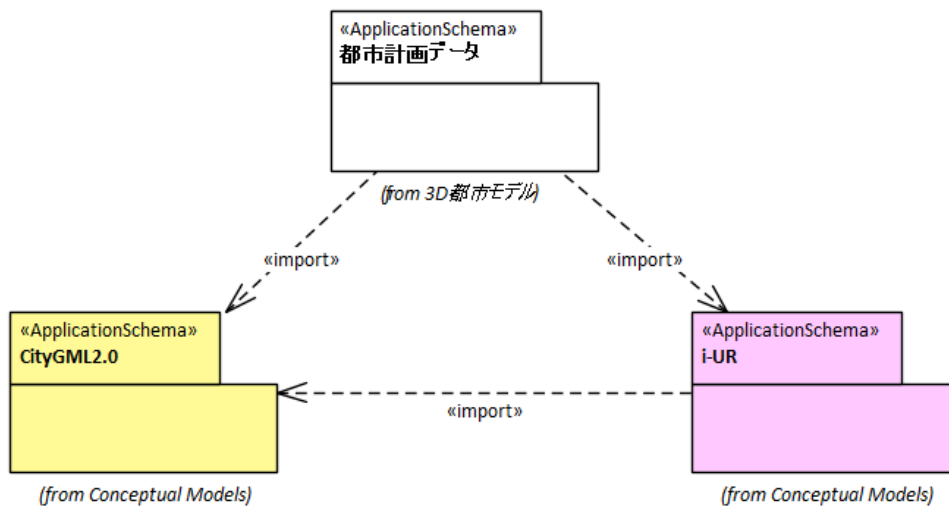 «ApplicationSchema»
都市計画データ
(from 3D都市モデル)
«import»
«import»
«ApplicationSchema»
CityGML2.0
«ApplicationSchema»
i-UR
«import»
(from Conceptual Models)
(from Conceptual Models)